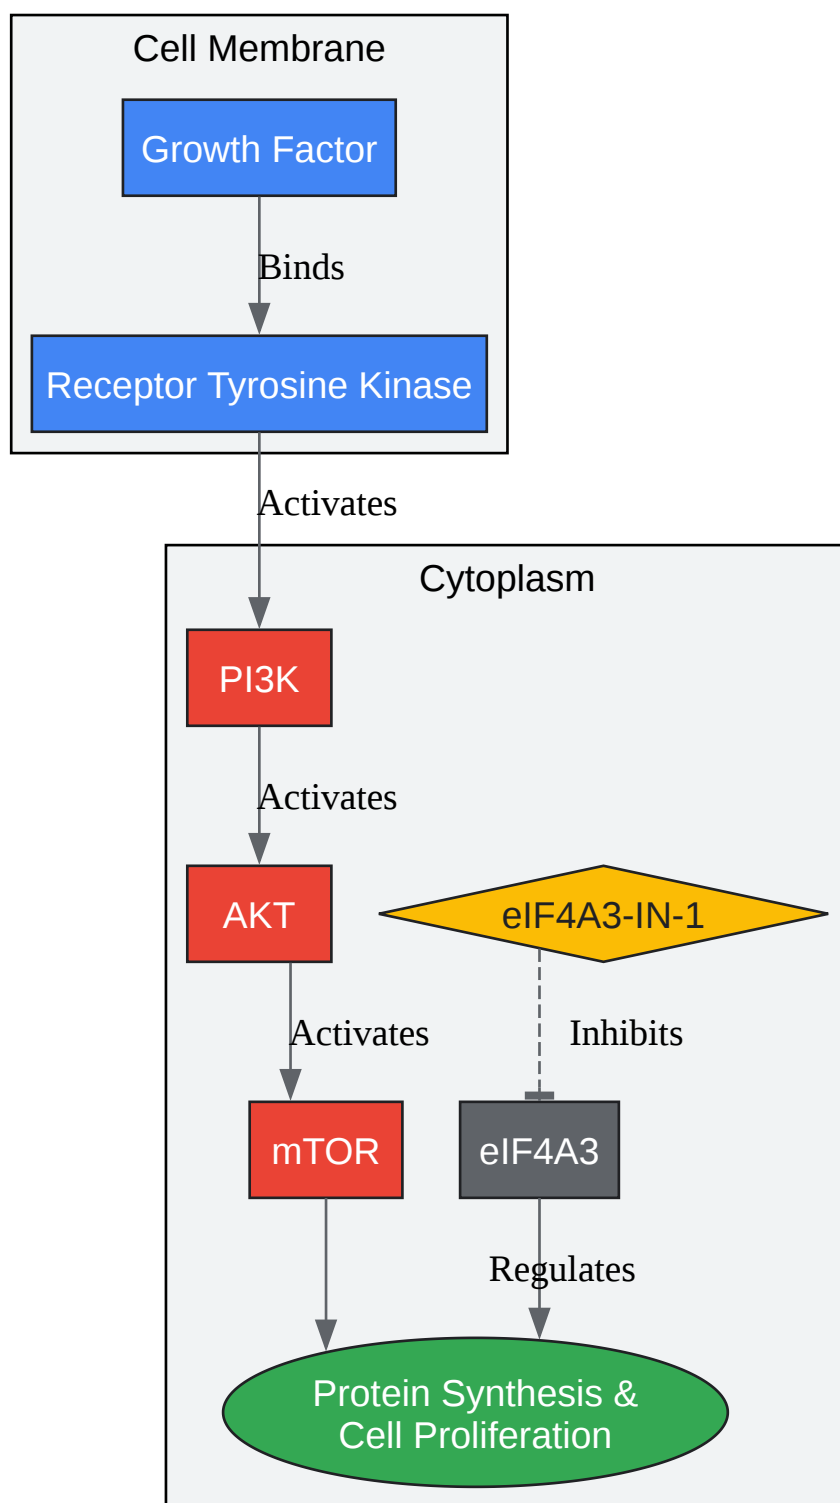 Cell Membrane
Growth Factor
Binds
Receptor Tyrosine Kinase
Activates
Cytoplasm
PI3K
Activates
AKT
eIF4A3-IN-1
Activates
Inhibits
mTOR
eIF4A3
Regulates
Protein Synthesis &
Cell Proliferation